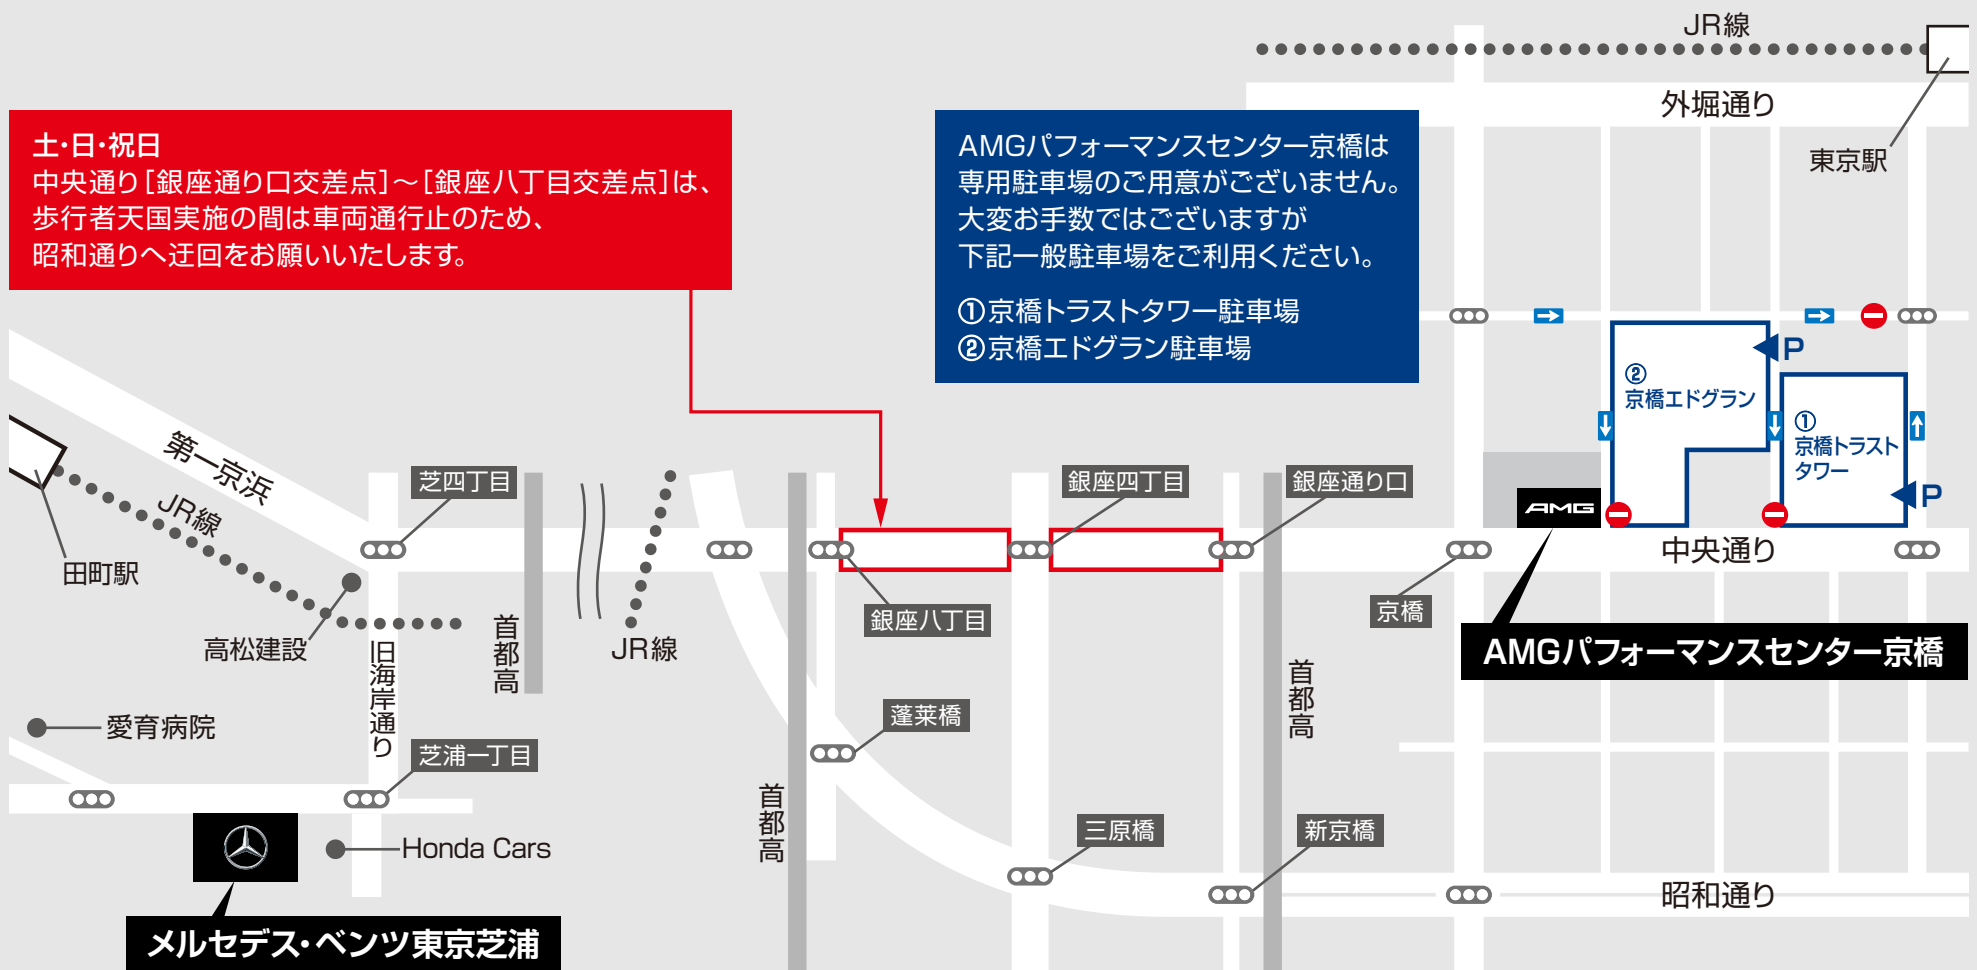 JR線
外堀通り
東京駅
土・日・祝日
中央通り[銀座通り口交差点]～[銀座八丁目交差点]は、
歩行者天国実施の間は車両通行止のため、
昭和通りへ迂回をお願いいたします。
AMGパフォーマンスセンター京橋は
専用駐車場のご用意がございません。
大変お手数ではございますが
下記一般駐車場をご利用ください。
①京橋トラストタワー駐車場
②京橋エドグラン駐車場
P
②
京橋エドグラン
①
京橋トラスト
タワー
P
第一京浜
JR線
田町駅
芝四丁目
銀座四丁目
銀座通り口
AMG
中央通り
高松建設
旧海岸通り
首都高
JR線
銀座八丁目
京橋
AMGパフォーマンスセンター京橋
首都高
愛育病院
芝浦一丁目
蓬莱橋
首都高
三原橋
新京橋
Honda Cars
昭和通り
メルセデス・ベンツ東京芝浦